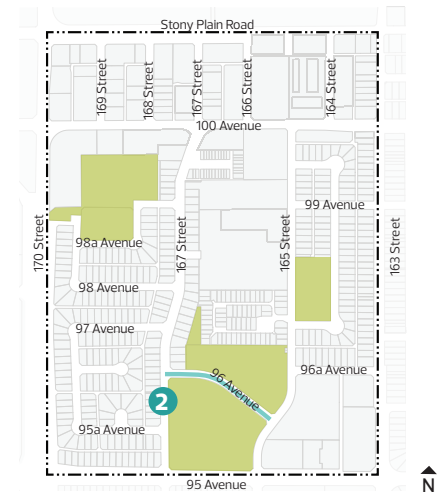 Stony Plain Road
169 Street
168 Street
167 Street
166 Street
164 Street
100 Avenue
99 Avenue
170 Street
98a Avenue
167 Street
165 Street
163 Street
98 Avenue
97 Avenue
96 Avenue
96a Avenue
2
95a Avenue
95 Avenue
N